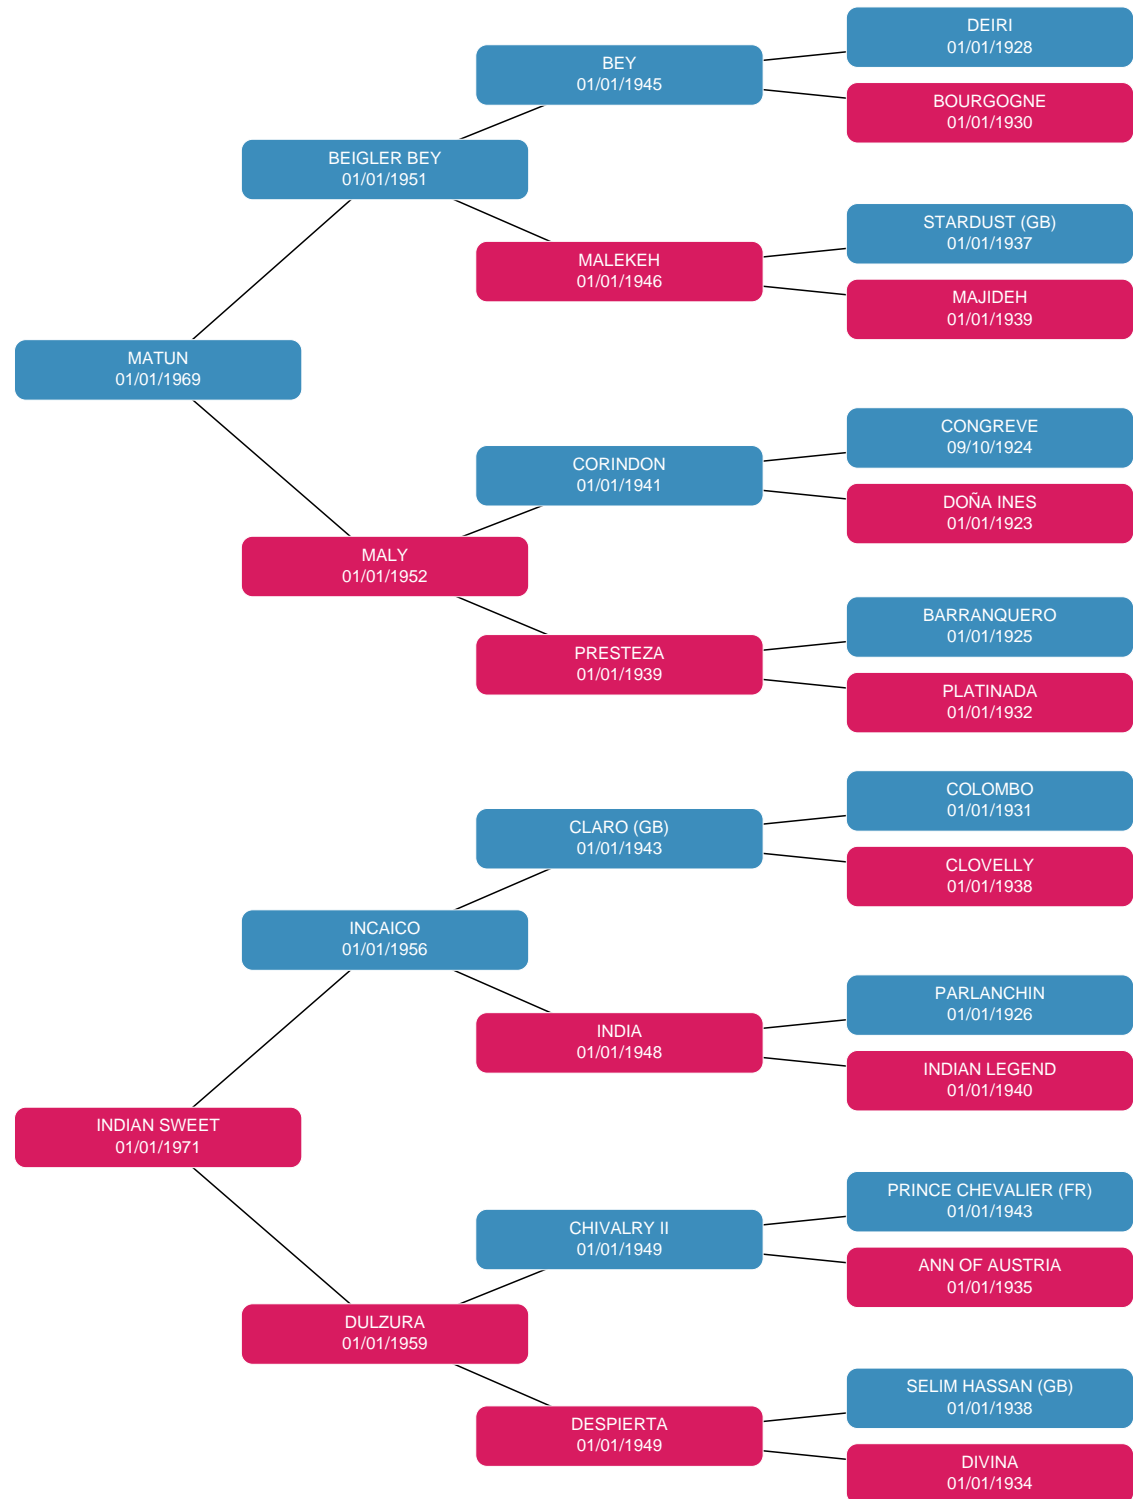 DEIRI
01/01/1928
BEY
01/01/1945
BOURGOGNE
01/01/1930
BEIGLER BEY
01/01/1951
STARDUST (GB)
01/01/1937
MALEKEH
01/01/1946
MAJIDEH
01/01/1939
MATUN
01/01/1969
CONGREVE
09/10/1924
CORINDON
01/01/1941
DOÑA INES
01/01/1923
MALY
01/01/1952
BARRANQUERO
01/01/1925
PRESTEZA
01/01/1939
PLATINADA
01/01/1932
COLOMBO
01/01/1931
CLARO (GB)
01/01/1943
CLOVELLY
01/01/1938
INCAICO
01/01/1956
PARLANCHIN
01/01/1926
INDIA
01/01/1948
INDIAN LEGEND
01/01/1940
INDIAN SWEET
01/01/1971
PRINCE CHEVALIER (FR)
01/01/1943
CHIVALRY II
01/01/1949
ANN OF AUSTRIA
01/01/1935
DULZURA
01/01/1959
SELIM HASSAN (GB)
01/01/1938
DESPIERTA
01/01/1949
DIVINA
01/01/1934